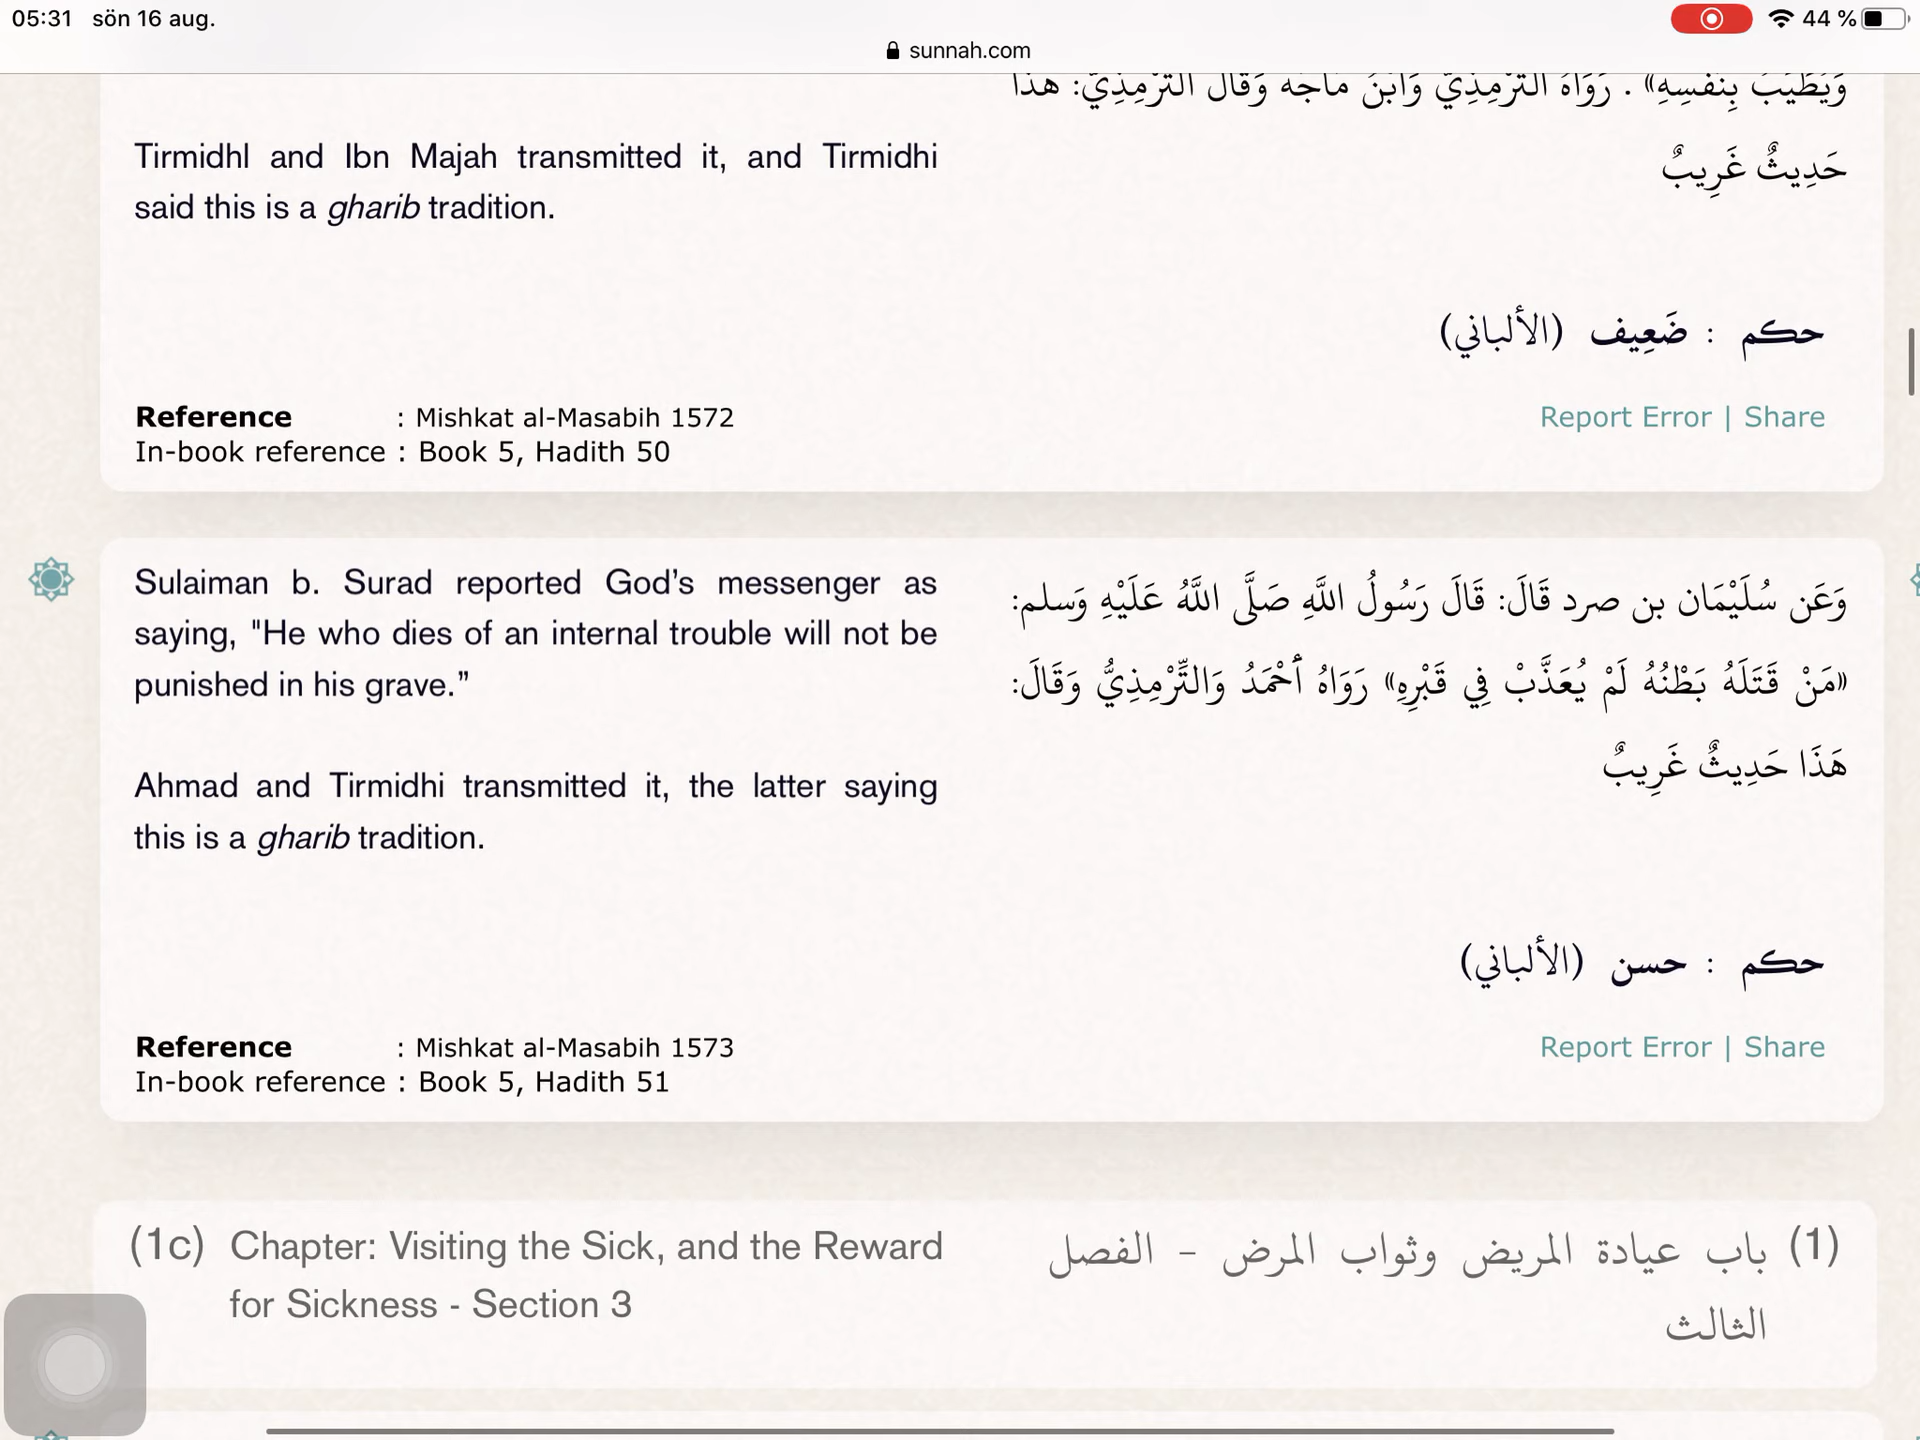 05:31 sön 16 aug.
44 %
sunnah.com
وَيُطَيِّبُ بِنَفْسِهِ» . رَوَاهُ التِّرْمِذِيُّ وَابْنُ مَاجَه وَقَالَ التِّرْمِذِيّ: هَذَا
حَدِيثٌ غَرِيبٌ
Tirmidhl and Ibn Majah transmitted it, and Tirmidhi
said this is a gharib tradition.
حكم : ضَعِيف (الألباني)
Reference : Mishkat al-Masabih 1572
In-book reference : Book 5, Hadith 50
Report Error | Share
Sulaiman b. Surad reported God’s messenger as
saying, "He who dies of an internal trouble will not be
punished in his grave.”
Ahmad and Tirmidhi transmitted it, the latter saying
this is a gharib tradition.
وَعَن سُلَيْمَان بن صرد قَالَ: قَالَ رَسُولُ اللَّهِ صَلَّى اللَّهُ عَلَيْهِ وَسلم:
«مَنْ قَتَلَهُ بَطْنُهُ لَمْ يُعَذَّبْ فِي قَبْرِهِ» رَوَاهُ أَحْمَدُ وَالتِّرْمِذِيُّ وَقَالَ:
هَذَا حَدِيثٌ غَرِيبٌ
حكم : حسن (الألباني)
Reference : Mishkat al-Masabih 1573
In-book reference : Book 5, Hadith 51
Report Error | Share
(1c) Chapter: Visiting the Sick, and the Reward
for Sickness - Section 3
(1) باب عيادة المريض وثواب المرض - الفصل
الثالث